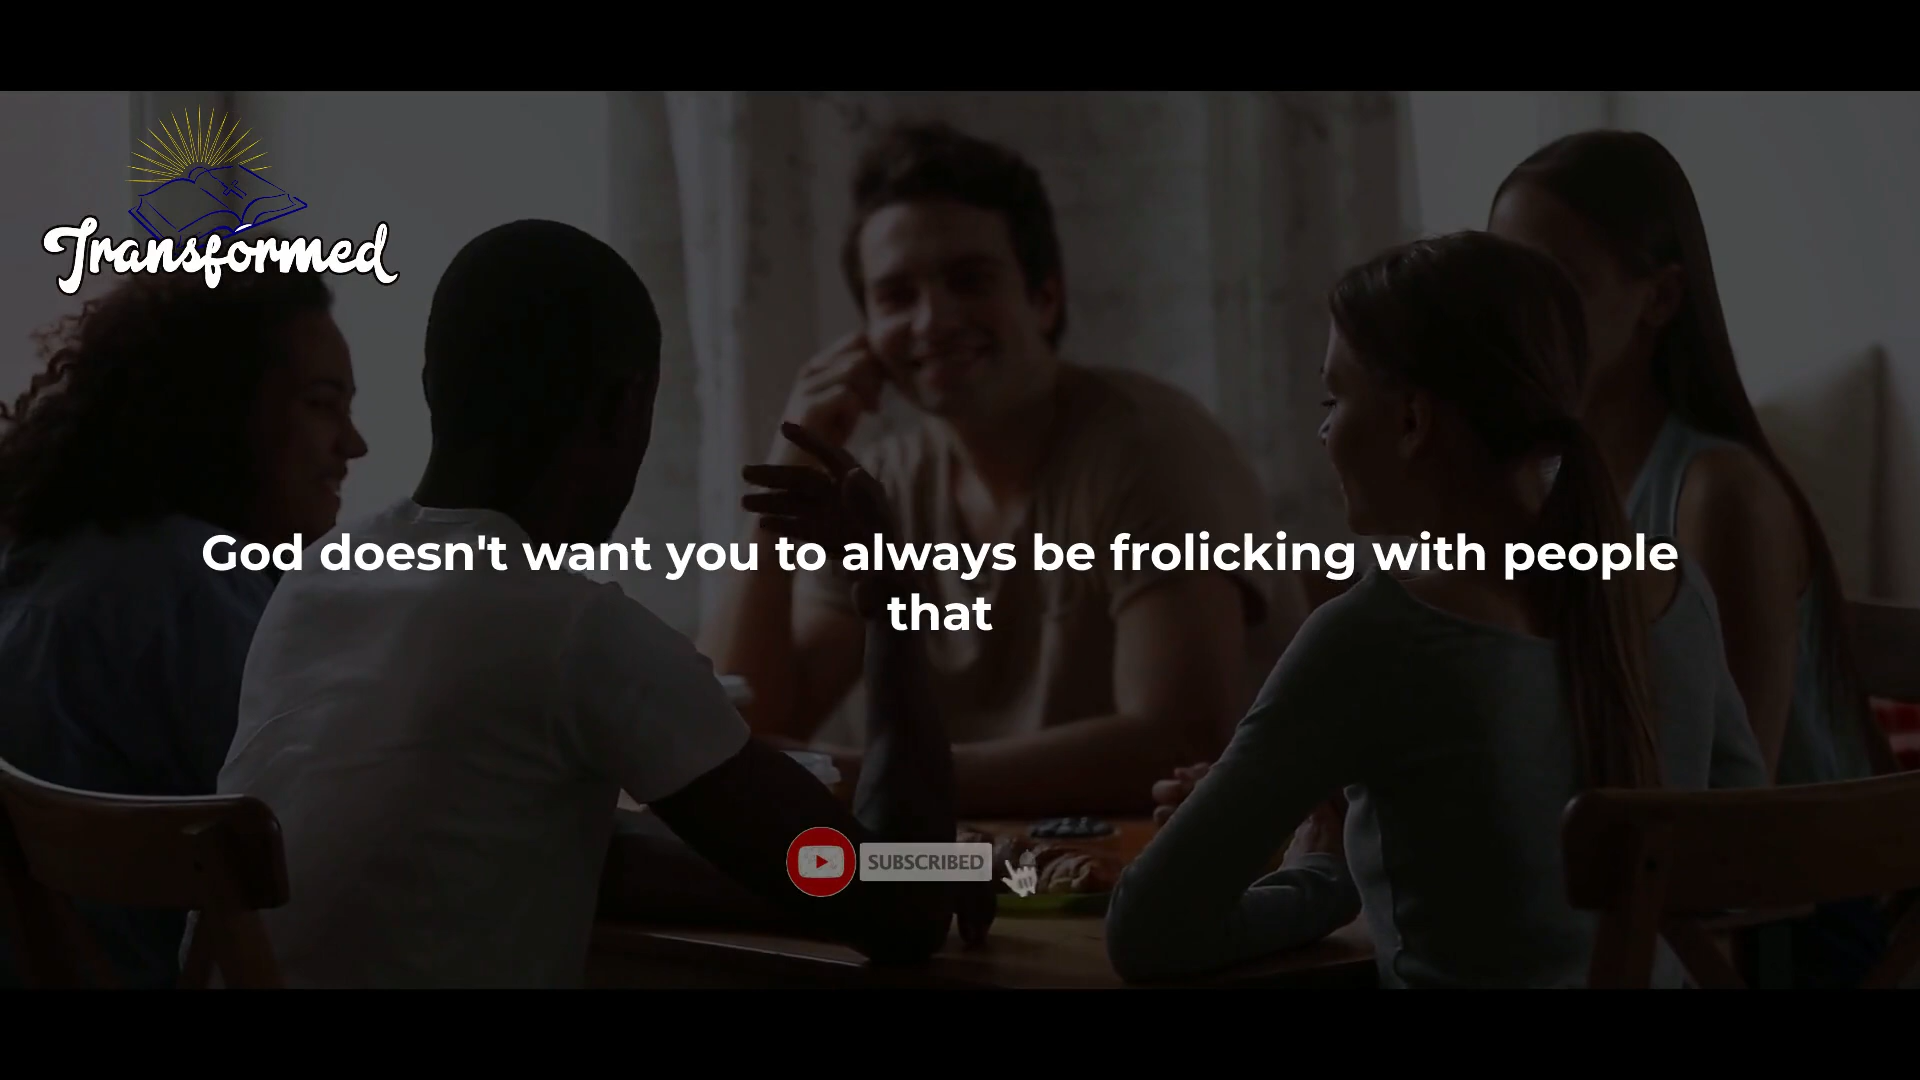 Transformed
God doesn't want you to always be frolicking with people
that
SUBSCRIBED